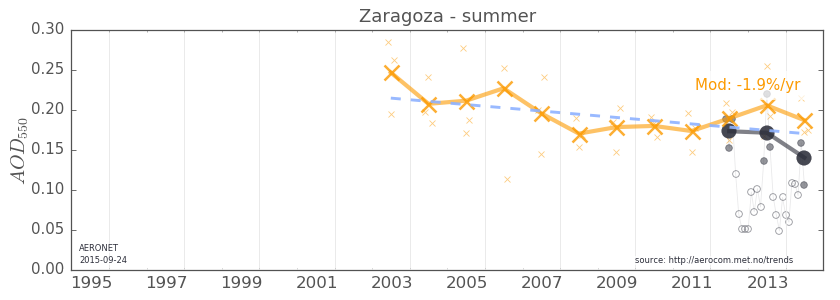 Zaragoza - summer
0.30
0.25
0.20
0.15
0.10
0.05
0.00
AOD550
Mod: -1.9%/yr
AERONET
2015-09-24
source: http://aerocom.met.no/trends
1995 1997 1999 2001 2003 2005 2007 2009 2011 2013